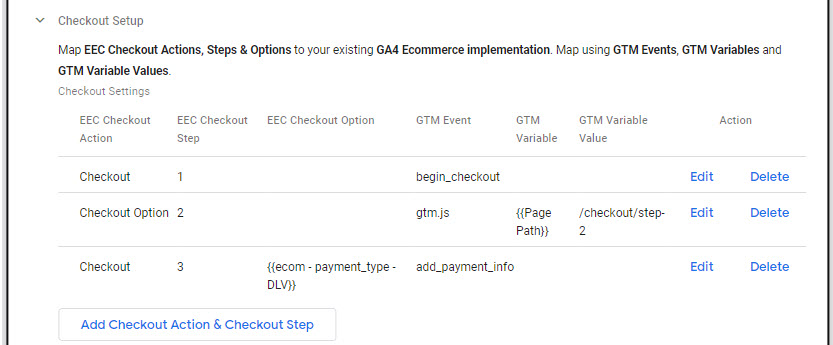 Checkout Setup
Map EEC Checkout Actions, Steps & Options to your existing GA4 Ecommerce implementation. Map using GTM Events, GTM Variables and
GTM Variable Values.
Checkout Settings
EEC Checkout Action EEC Checkout Step EEC Checkout Option GTM Event GTM Variable GTM Variable Value Action
Checkout 1 begin_checkout Edit Delete
Checkout Option 2 gtm.js {{Page Path}} /checkout/step-2 Edit Delete
Checkout 3 {{ecom - payment_type - DLV}} add_payment_info Edit Delete
Add Checkout Action & Checkout Step